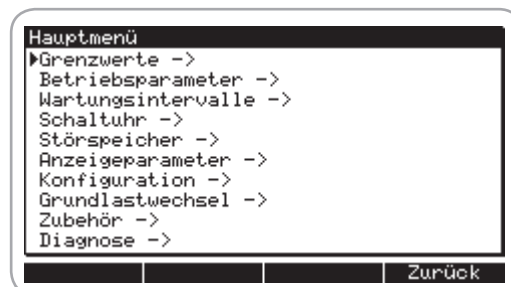 Hauptmenü
▶Grenzwerte ->
Betriebsparameter ->
Wartungsintervalle ->
Schaltuhr ->
Störspeicher ->
Anzeigeparameter ->
Konfiguration ->
Grundlastwechsel ->
Zubehör ->
Diagnose ->
Zurück